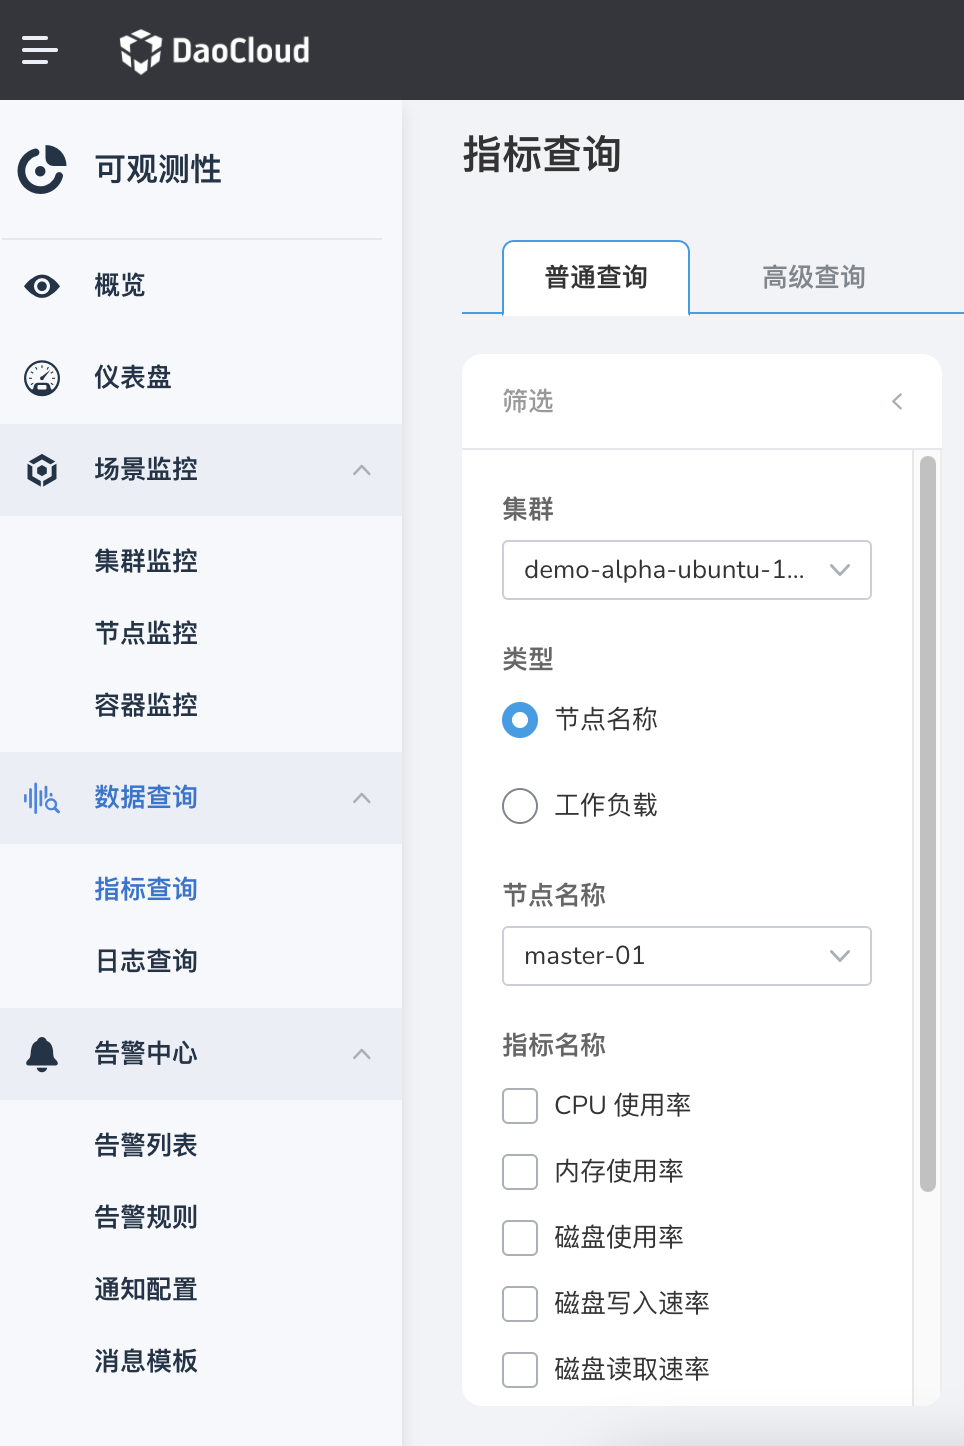 DaoCloud
可观测性
概览
仪表盘
场景监控
集群监控
节点监控
容器监控
数据查询
指标查询
日志查询
告警中心
告警列表
告警规则
通知配置
消息模板
指标查询
普通查询
高级查询
筛选
集群
demo-alpha-ubuntu-1...
类型
节点名称
工作负载
节点名称
master-01
指标名称
CPU 使用率
内存使用率
磁盘使用率
磁盘写入速率
磁盘读取速率